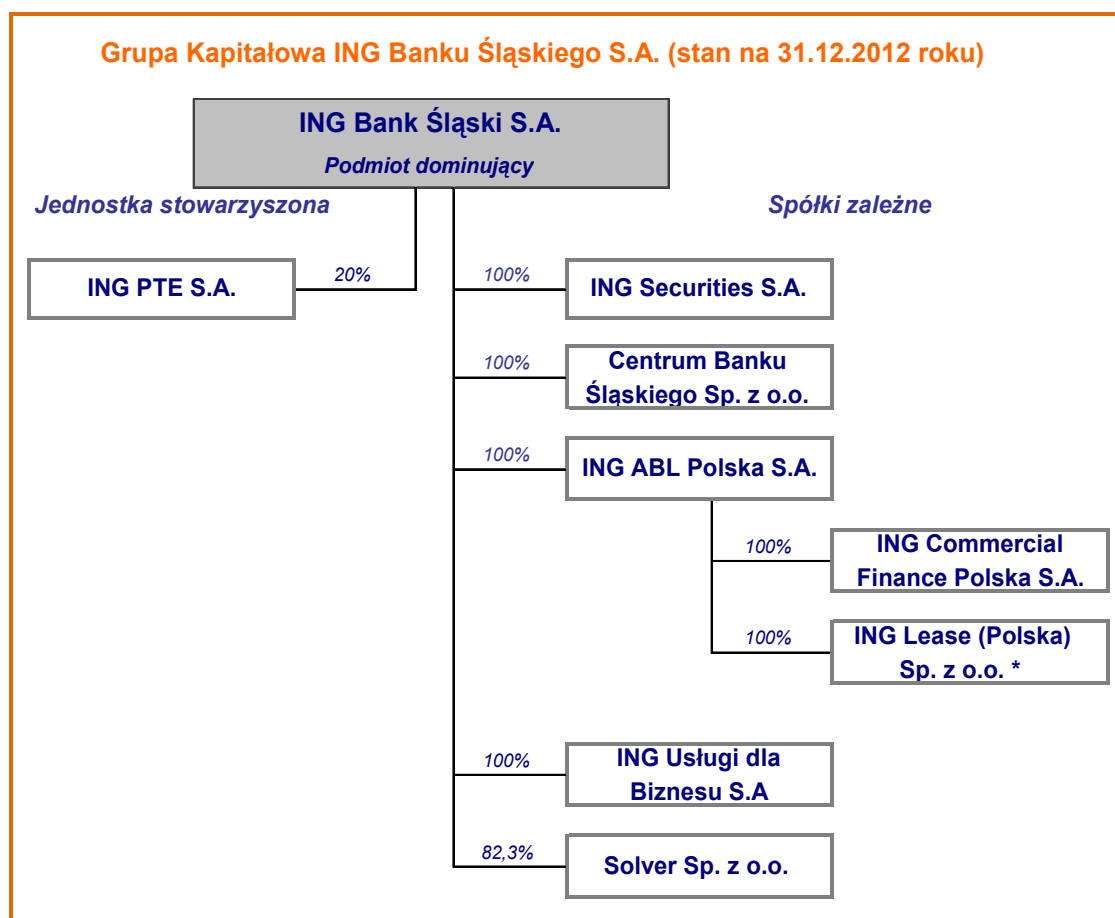 Grupa Kapitałowa ING Banku Śląskiego S.A. (stan na 31.12.2012 roku)
ING Bank Śląski S.A.
Podmiot dominujący
Jednostka stowarzyszona
Spółki zależne
ING PTE S.A.
20%
100%
ING Securities S.A.
100%
Centrum Banku
Śląskiego Sp. z o.o.
100%
ING ABL Polska S.A.
100%
ING Commercial
Finance Polska S.A.
100%
ING Lease (Polska)
Sp. z o.o. *
100%
ING Usługi dla
Biznesu S.A
82,3%
Solver Sp. z o.o.